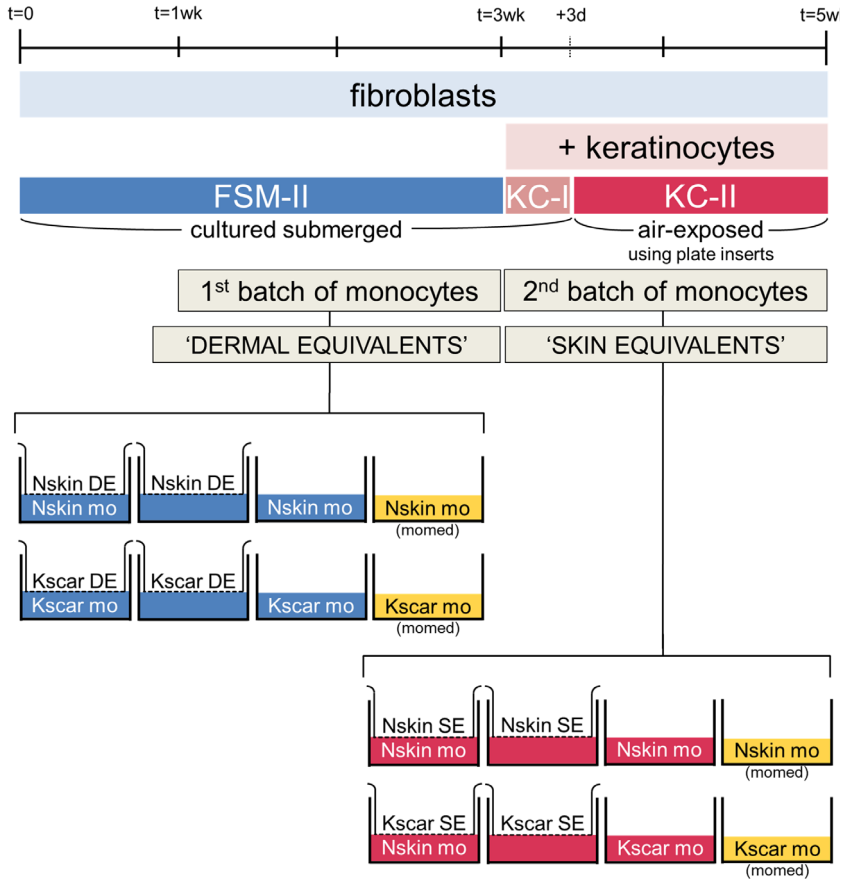 t=0 t=1wk t=3wk +3d t=5w
fibroblasts
+ keratinocytes
FSM-II KC-I KC-II
cultured submerged air-exposed
using plate inserts
1st batch of monocytes 2nd batch of monocytes
‘DERMAL EQUIVALENTS’ ‘SKIN EQUIVALENTS’
Nskin DE Nskin DE
Nskin mo Nskin mo Nskin mo
(momed)
Kscar DE Kscar DE
Kscar mo Kscar mo Kscar mo
(momed)
Nskin SE Nskin SE
Nskin mo Nskin mo Nskin mo
(momed)
Kscar SE Kscar SE
Nskin mo Kscar mo Kscar mo
(momed)